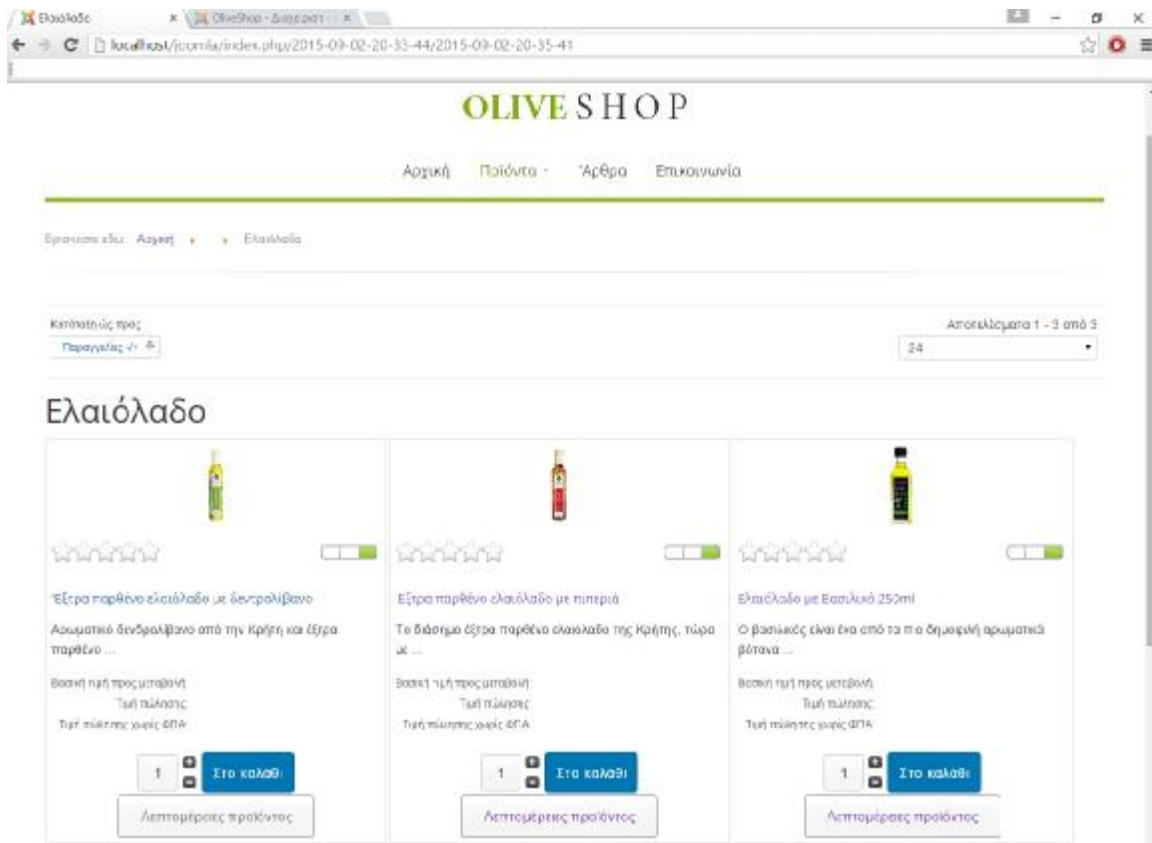 Ελαιόλαδο
OliveShop - Διαχείριση
localhost/joomla/index.php/2015-09-02-20-33-44/2015-09-02-20-35-41
OLIVE SHOP
Αρχική Προϊόντα Άρθρα Επικοινωνία
Βρίσκεστε εδώ: Αρχική Ελαιόλαδο
Κατάταξη ως προς
Αποτελέσματα 1 - 3 από 3
Παραγγελίες -/+
24
Ελαιόλαδο
Έξτρα παρθένο ελαιόλαδο με δεντρολίβανο
Αρωματικό δενδρολίβανο από την Κρήτη και έξτρα
παρθένο ...
Βασική τιμή προς μεταβολή
Τιμή πώλησης
Τιμή πώλησης χωρίς ΦΠΑ
1 Στο καλάθι
Λεπτομέρειες προϊόντος
Εξτρα παρθένο ελαιόλαδο με πιπεριά
Το διάσημο έξτρα παρθένο ελαιόλαδο της Κρήτης, τώρα
με ...
Βασική τιμή προς μεταβολή
Τιμή πώλησης
Τιμή πώλησης χωρίς ΦΠΑ
1 Στο καλάθι
Λεπτομέρειες προϊόντος
Ελαιόλαδο με Βασιλικό 250ml
Ο βασιλικός είναι ένα από τα πιο δημοφιλή αρωματικά
βότανα ...
Βασική τιμή προς μεταβολή
Τιμή πώλησης
Τιμή πώλησης χωρίς ΦΠΑ
1 Στο καλάθι
Λεπτομέρειες προϊόντος